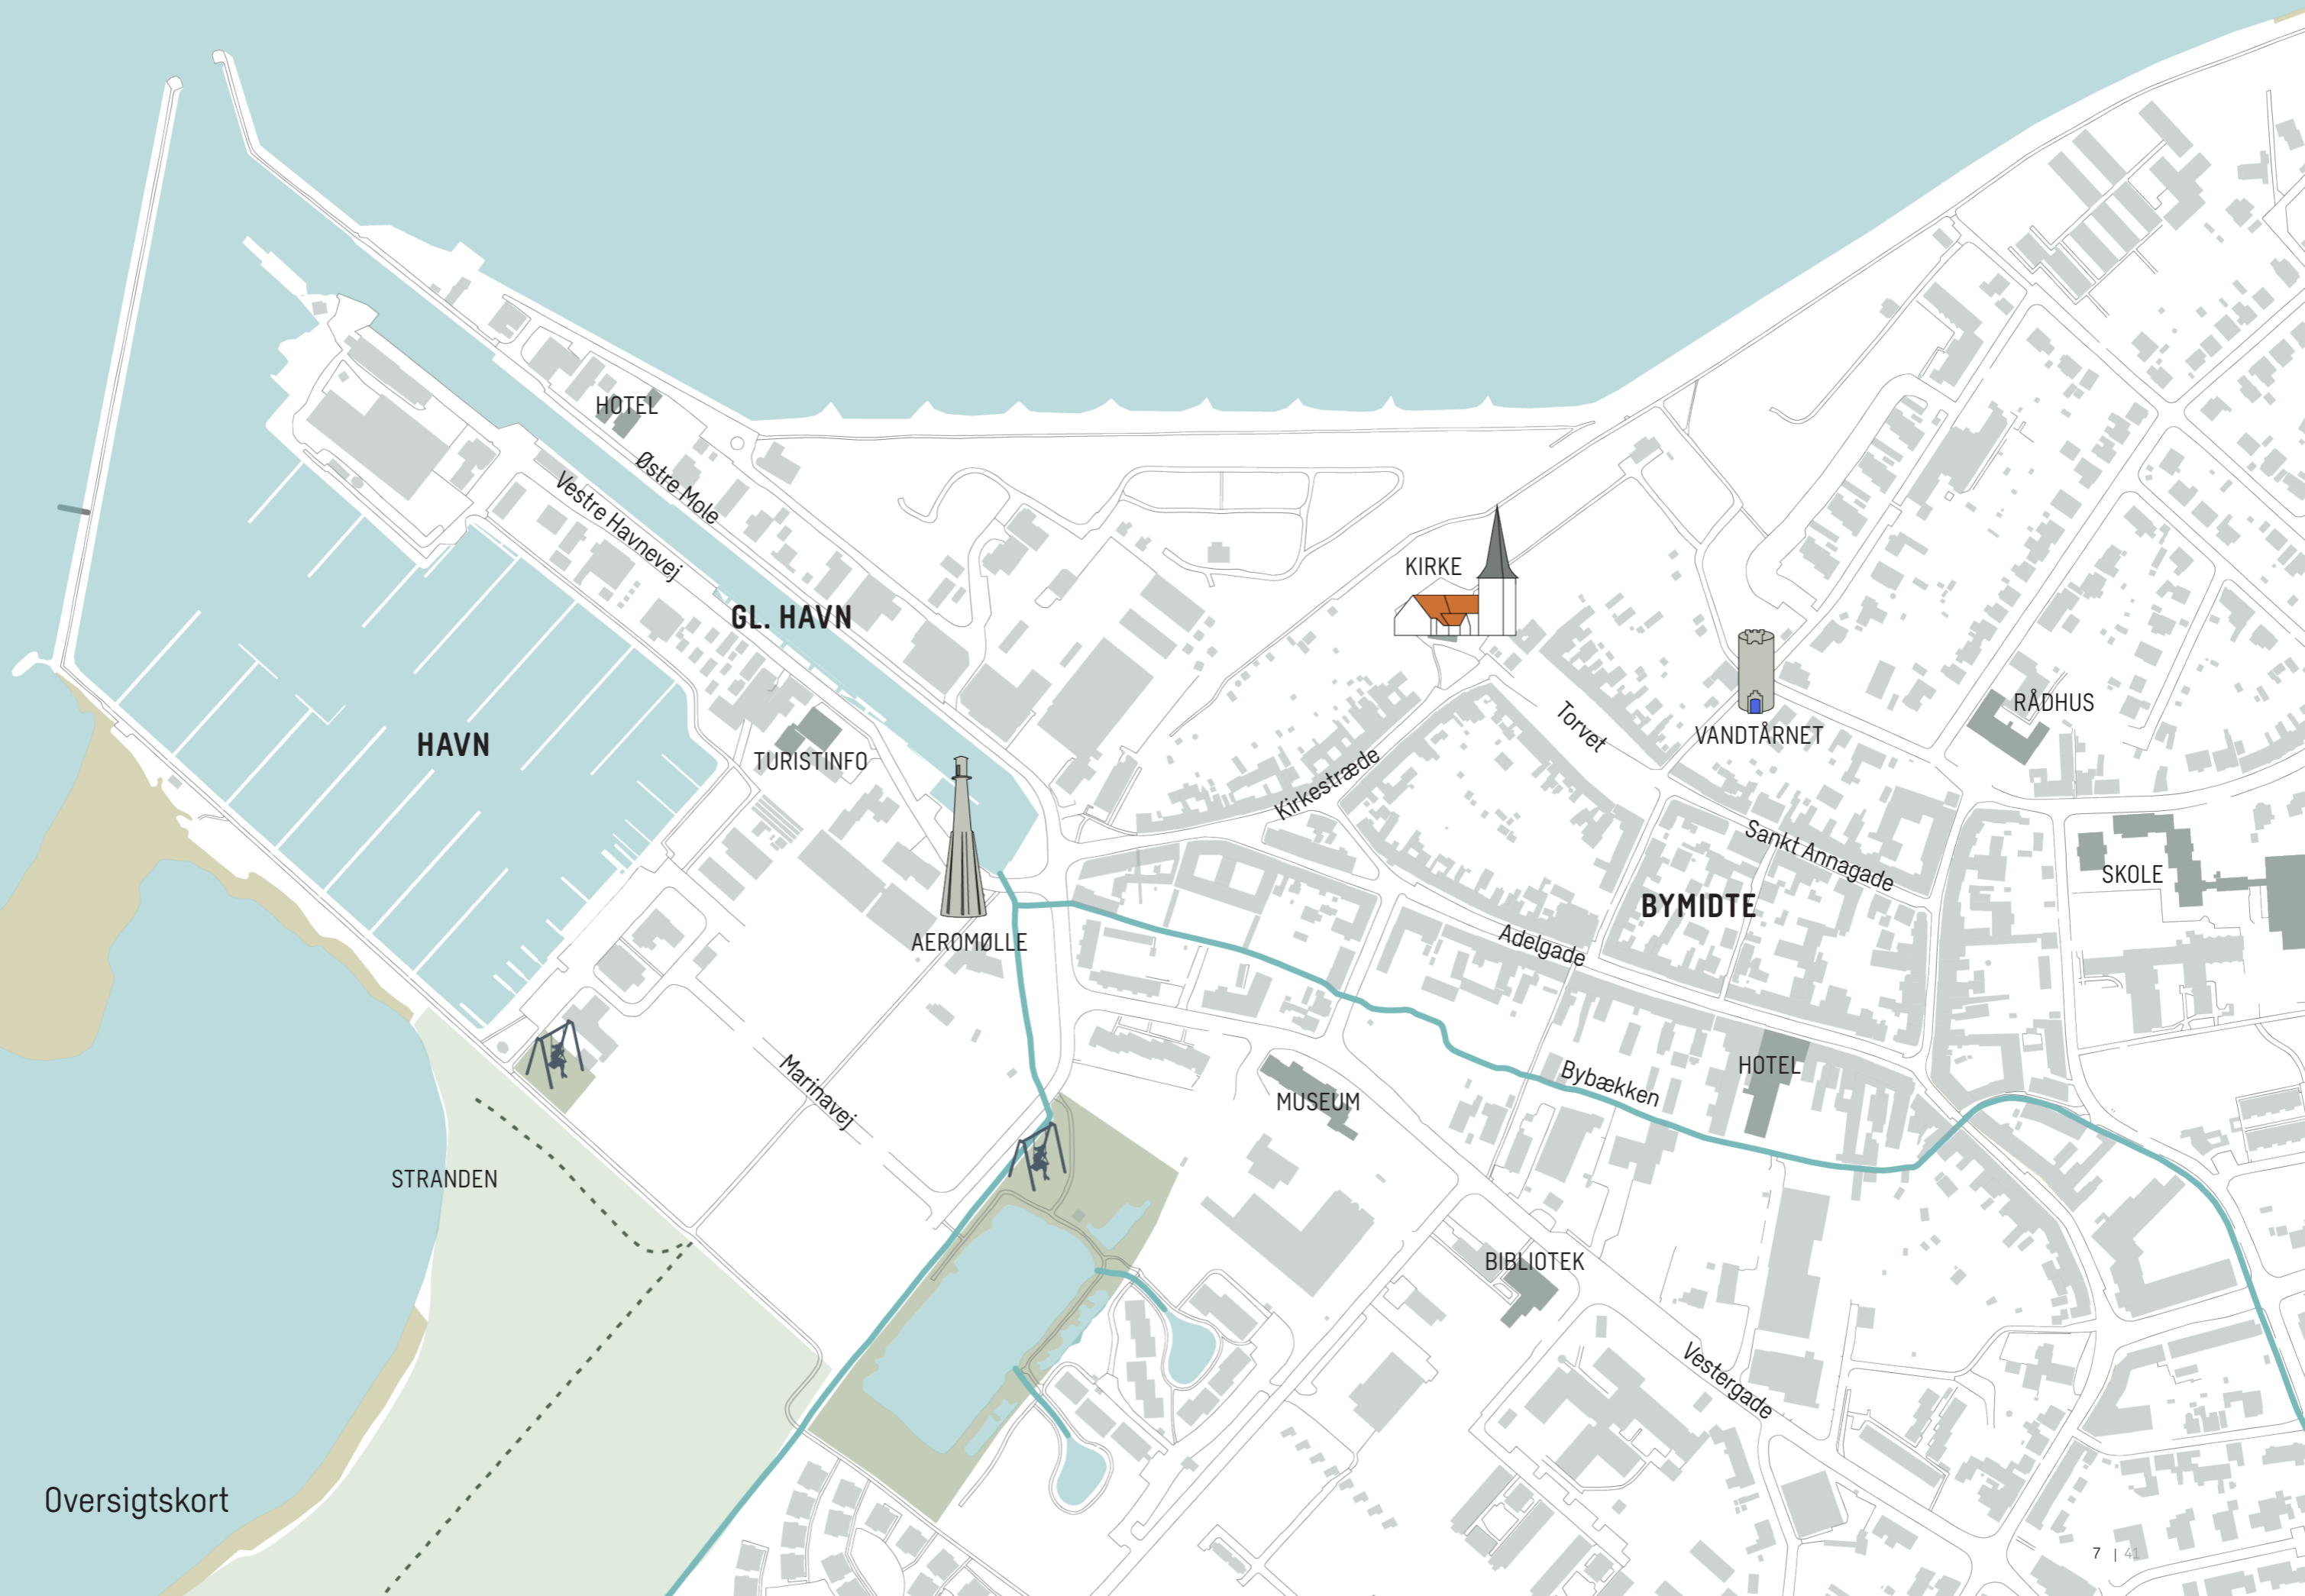 HOTEL
Østre Mole
Vestre Havnevej
KIRKE
GL. HAVN
RÅDHUS
Torvet
VANDTÅRNET
HAVN
TURISTINFO
Kirkestræde
Sankt Annagade
SKOLE
BYMIDTE
AEROMØLLE
Adelgade
HOTEL
Bybækken
Marinavej
MUSEUM
STRANDEN
BIBLIOTEK
Vestergade
Oversigtskort
7 | 41